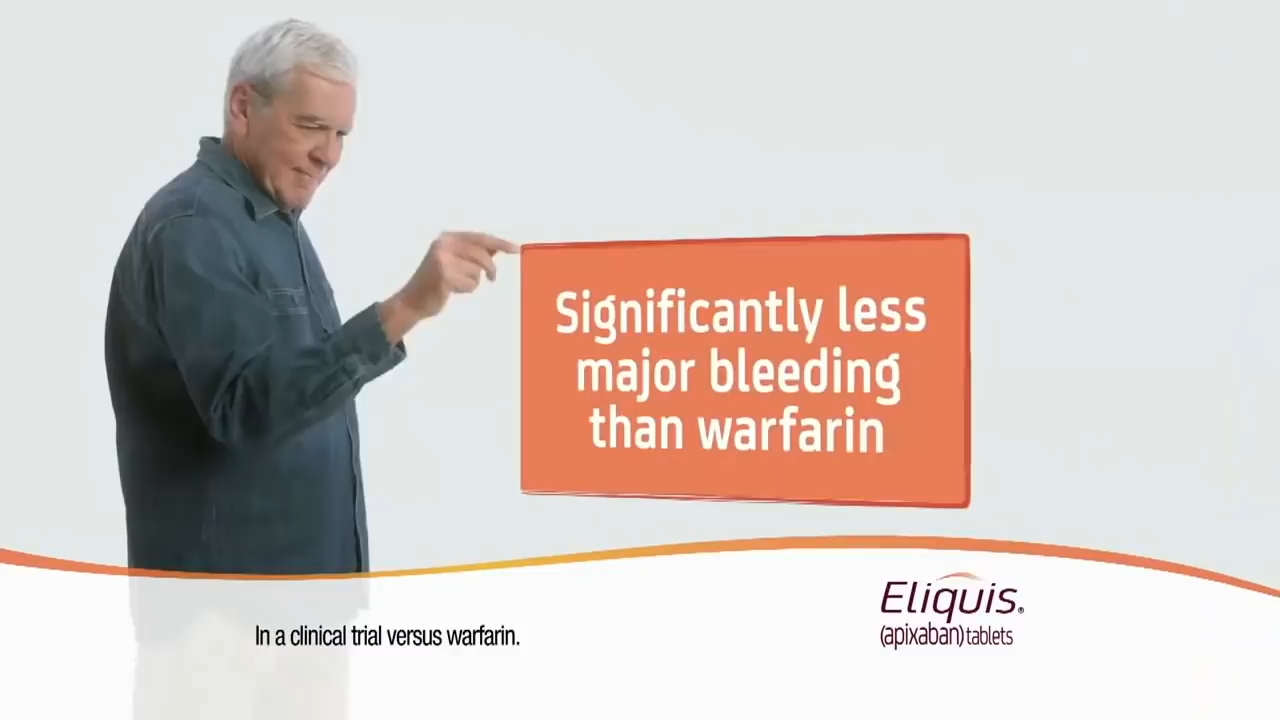 Significantly less
major bleeding
than warfarin
In a clinical trial versus warfarin.
Eliquis®
(apixaban) tablets